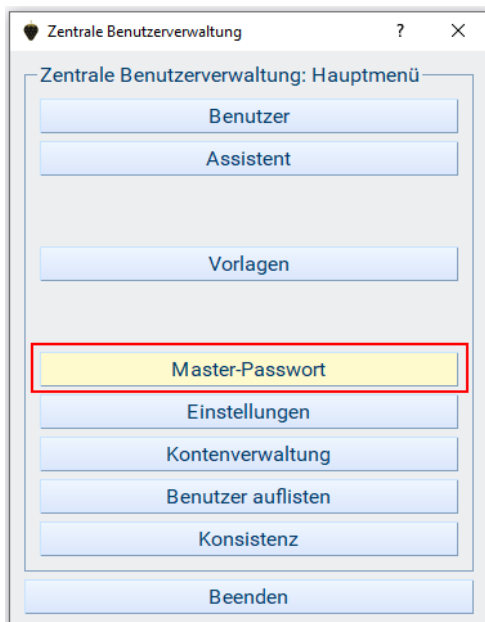 Zentrale Benutzerverwaltung ? ×
Zentrale Benutzerverwaltung: Hauptmenü
Benutzer
Assistent
Vorlagen
Master-Passwort
Einstellungen
Kontenverwaltung
Benutzer auflisten
Konsistenz
Beenden